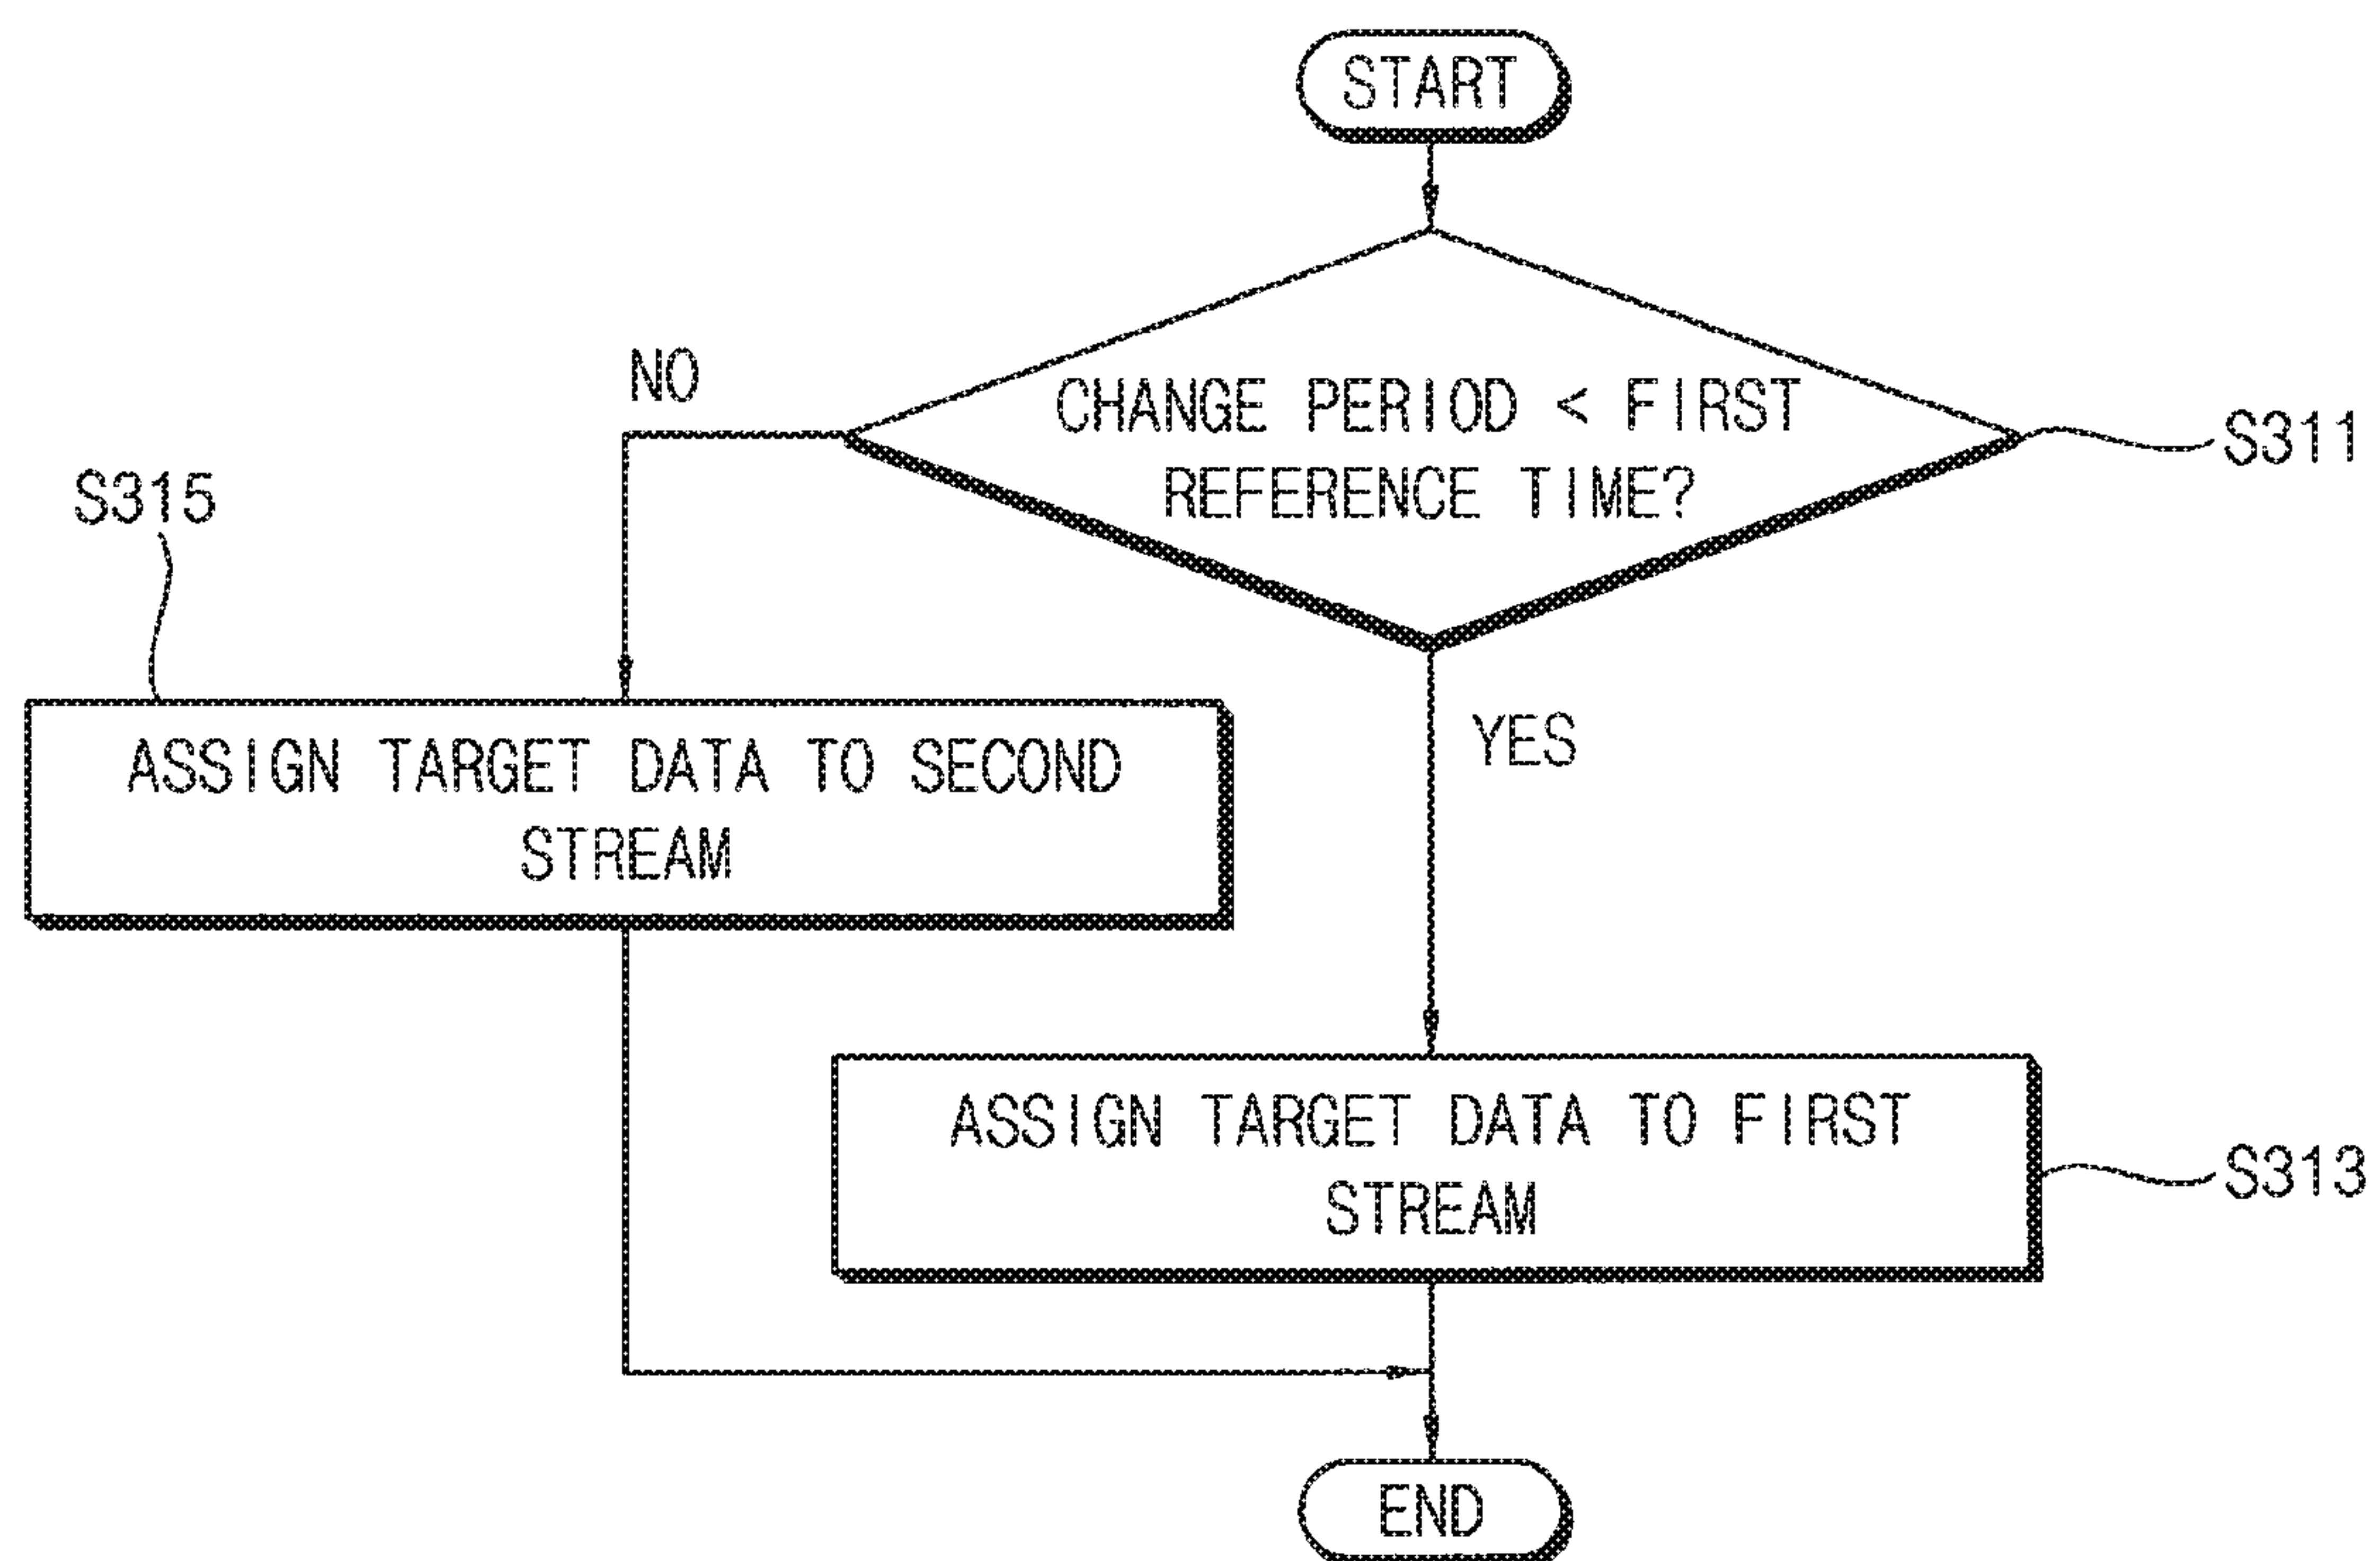 START
NO
CHANGE PERIOD < FIRST
REFERENCE TIME?
S311
S315
YES
ASSIGN TARGET DATA TO SECOND
STREAM
ASSIGN TARGET DATA TO FIRST
STREAM
S313
END